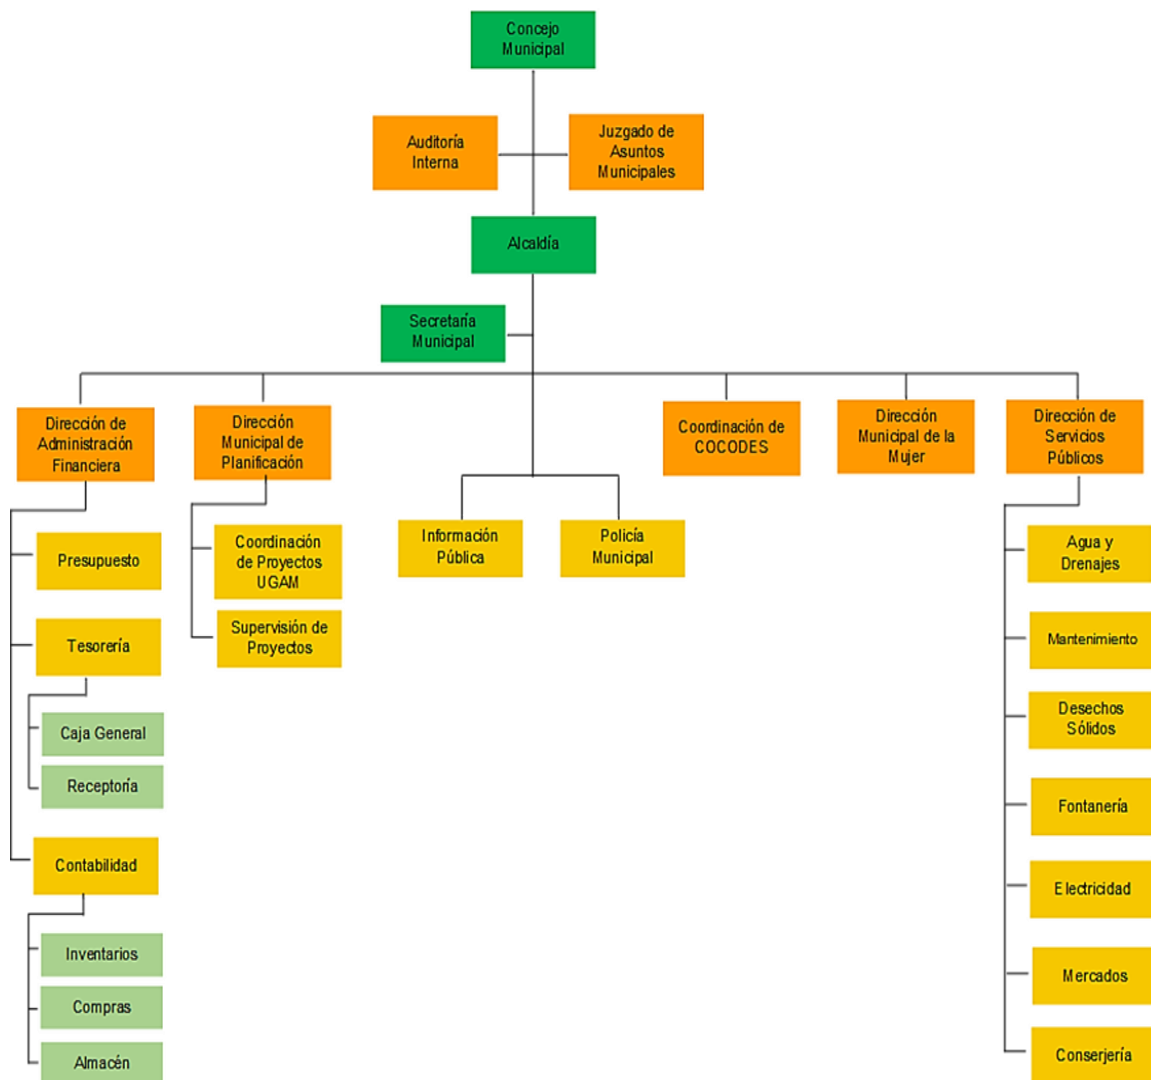 Concejo
Municipal
Auditoría
Interna
Juzgado de
Asuntos
Municipales
Alcaldía
Secretaría
Municipal
Dirección de
Administración
Financiera
Dirección
Municipal de
Planificación
Coordinación de
COCODES
Dirección
Municipal de la
Mujer
Dirección de
Servicios
Públicos
Presupuesto
Tesorería
Caja General
Receptoría
Contabilidad
Inventarios
Compras
Almacén
Coordinación
de Proyectos
UGAM
Supervisión de
Proyectos
Información
Pública
Policía
Municipal
Agua y
Drenajes
Mantenimiento
Desechos
Sólidos
Fontanería
Electricidad
Mercados
Conserjería